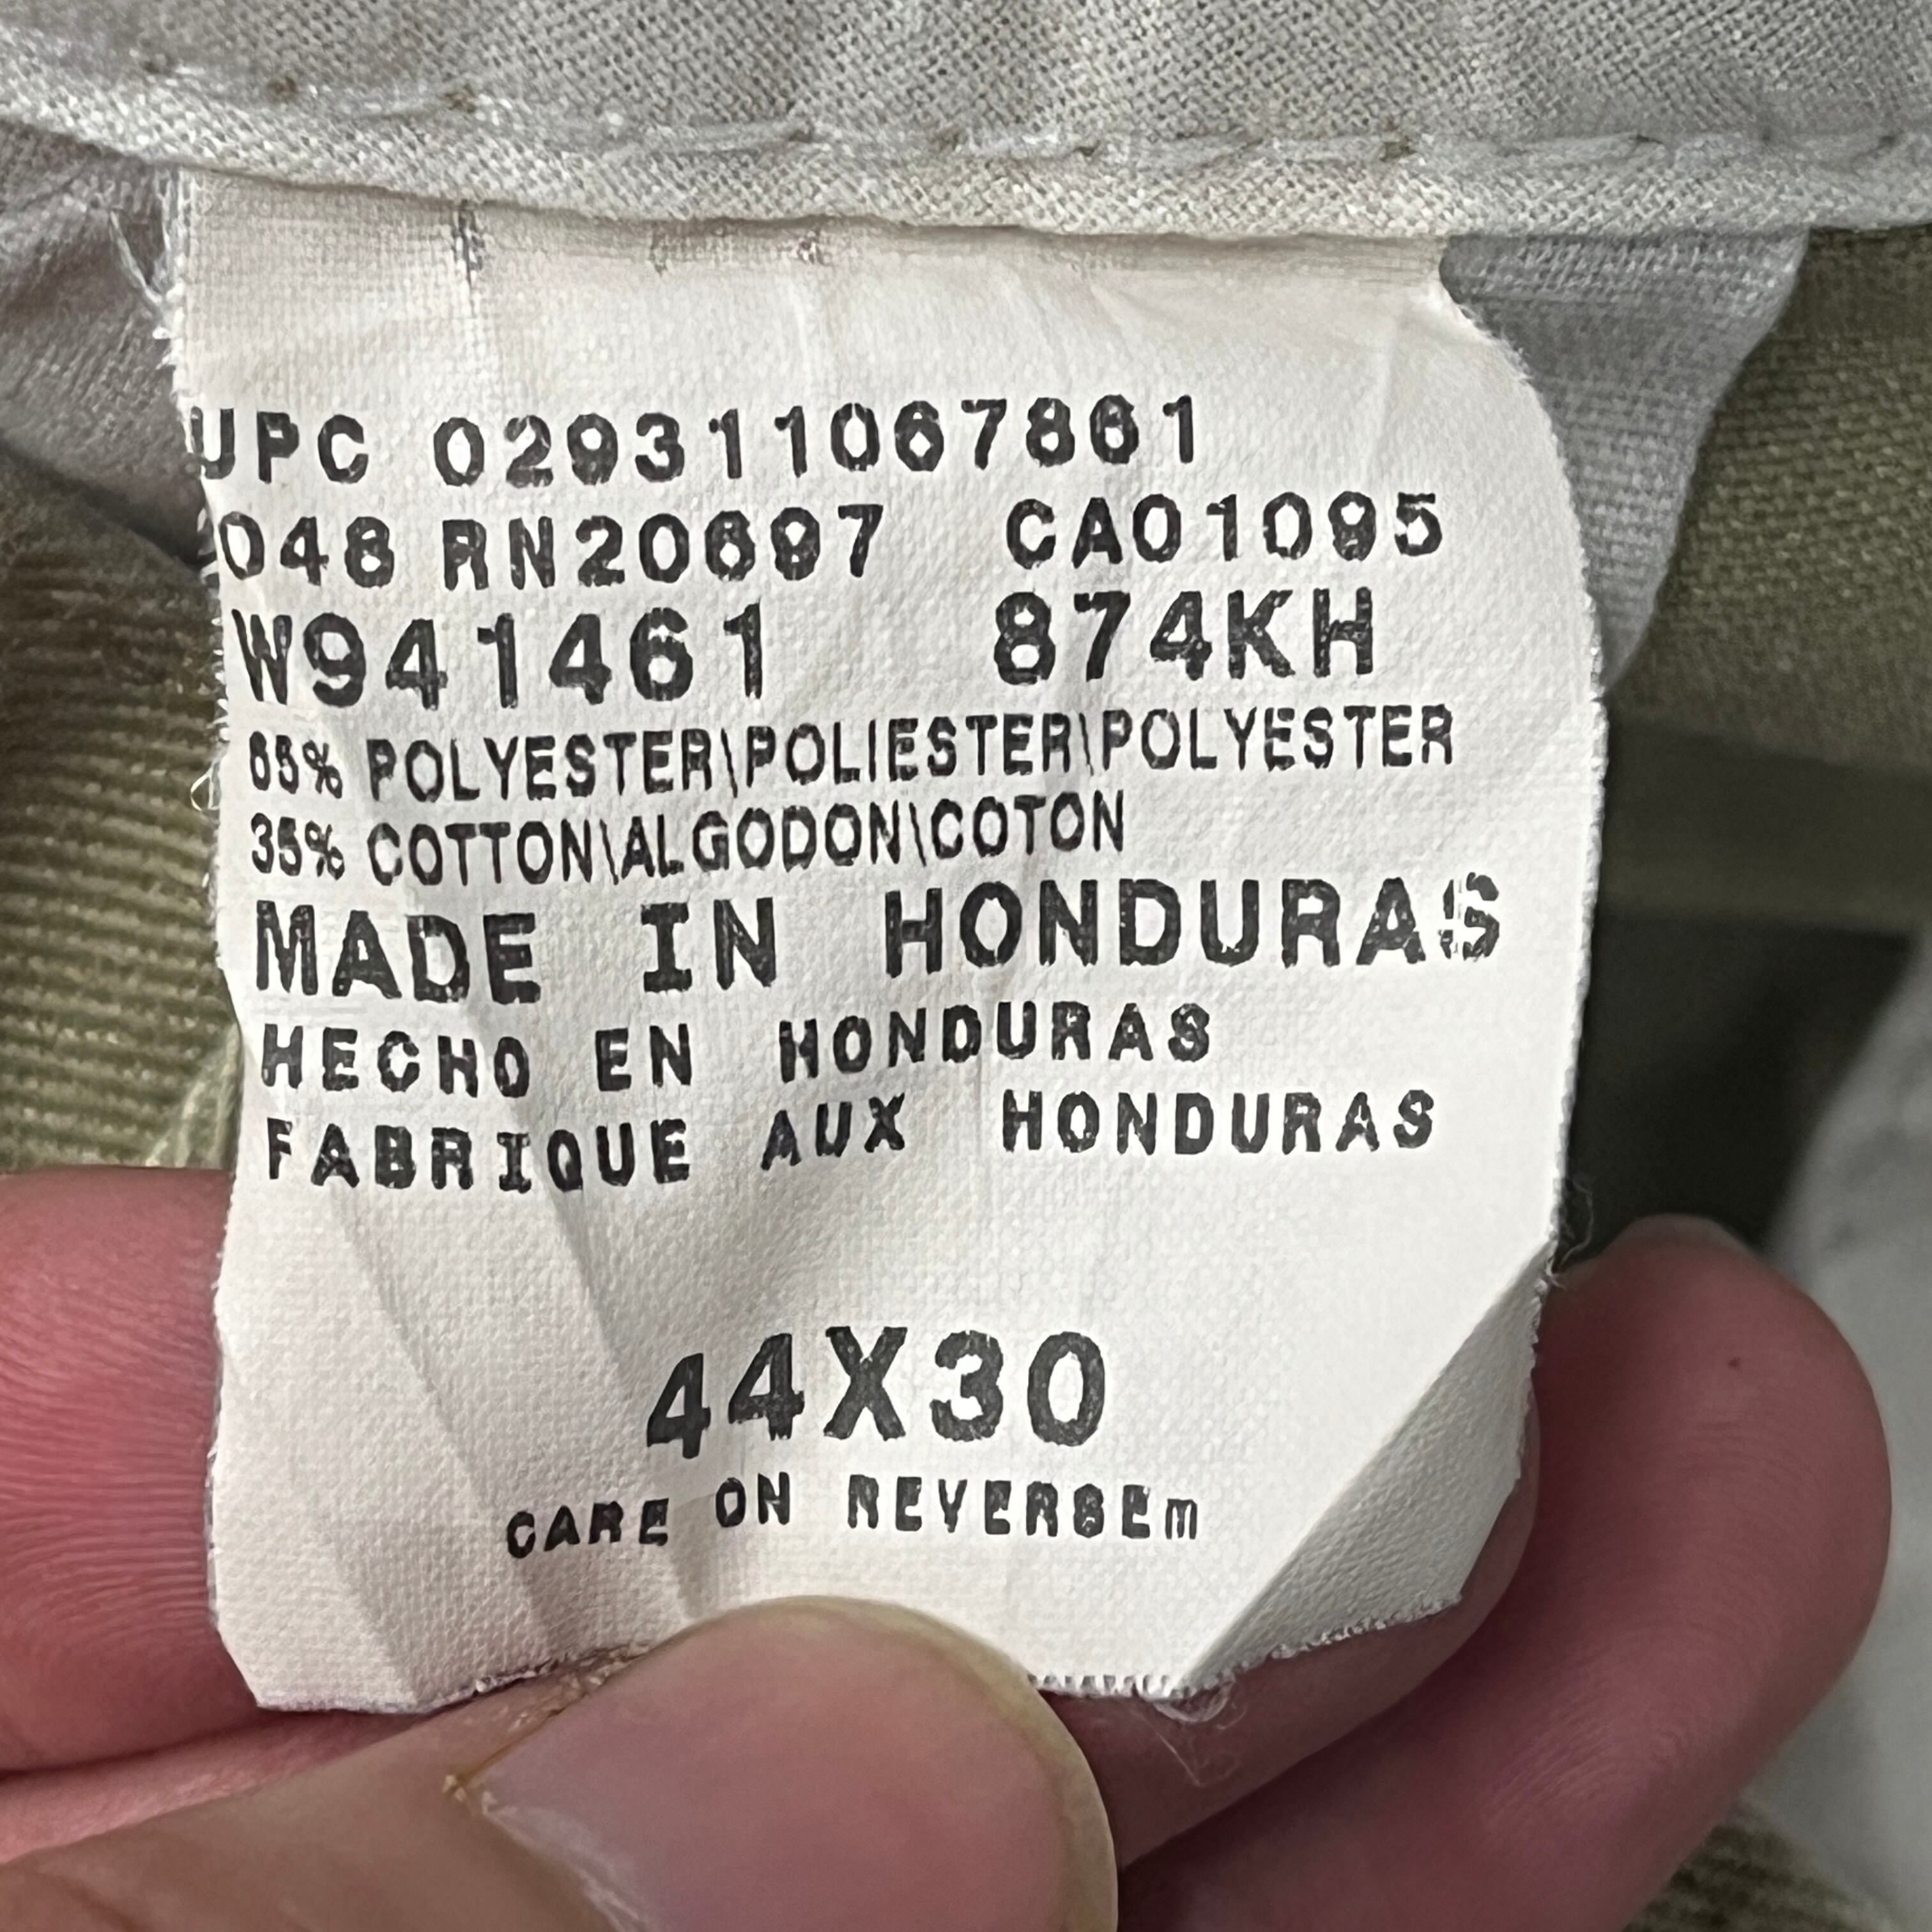 UPC 029311067861
048 RN20697 CA01095
W941461 874KH
65% POLYESTER\POLIESTER\POLYESTER
35% COTTON\ALGODON\COTON
MADE IN HONDURAS
HECHO EN HONDURAS
FABRIQUE AUX HONDURAS
44X30
CARE ON REVERSEm